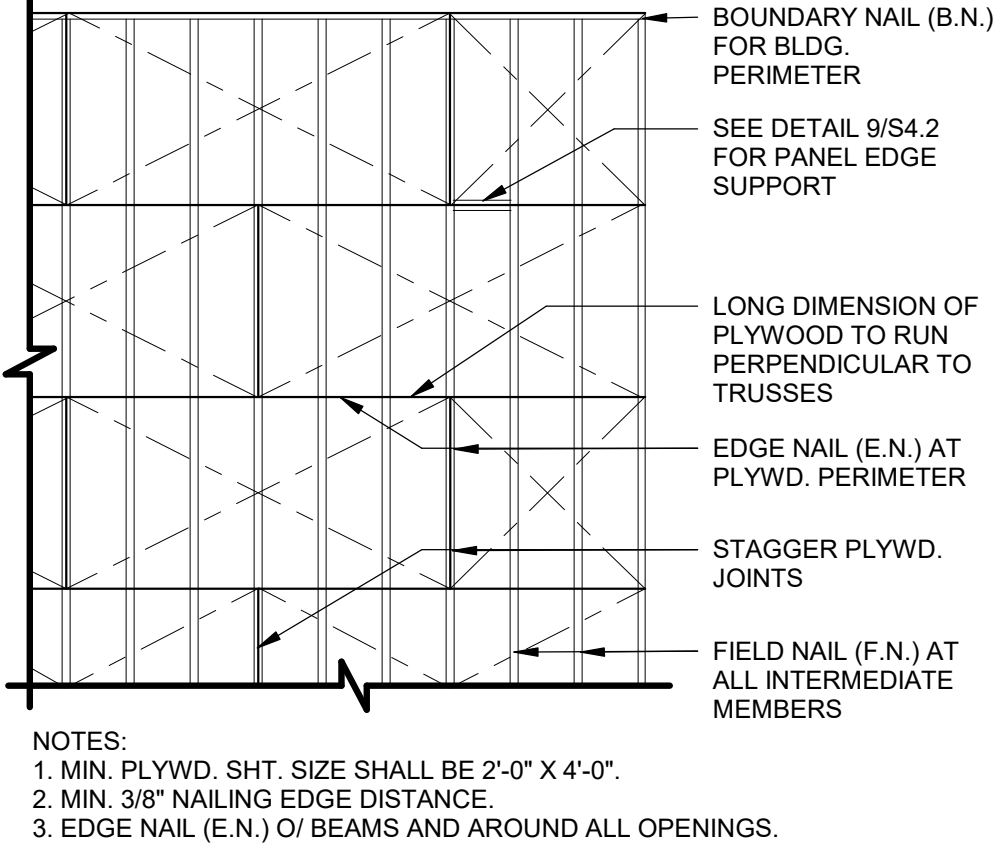 BOUNDARY NAIL (B.N.)
FOR BLDG.
PERIMETER
SEE DETAIL 9/S4.2
FOR PANEL EDGE
SUPPORT
LONG DIMENSION OF
PLYWOOD TO RUN
PERPENDICULAR TO
TRUSSES
EDGE NAIL (E.N.) AT
PLYWD. PERIMETER
STAGGER PLYWD.
JOINTS
FIELD NAIL (F.N.) AT
ALL INTERMEDIATE
MEMBERS
NOTES:
1. MIN. PLYWD. SHT. SIZE SHALL BE 2'-0" X 4'-0".
2. MIN. 3/8" NAILING EDGE DISTANCE.
3. EDGE NAIL (E.N.) O/ BEAMS AND AROUND ALL OPENINGS.